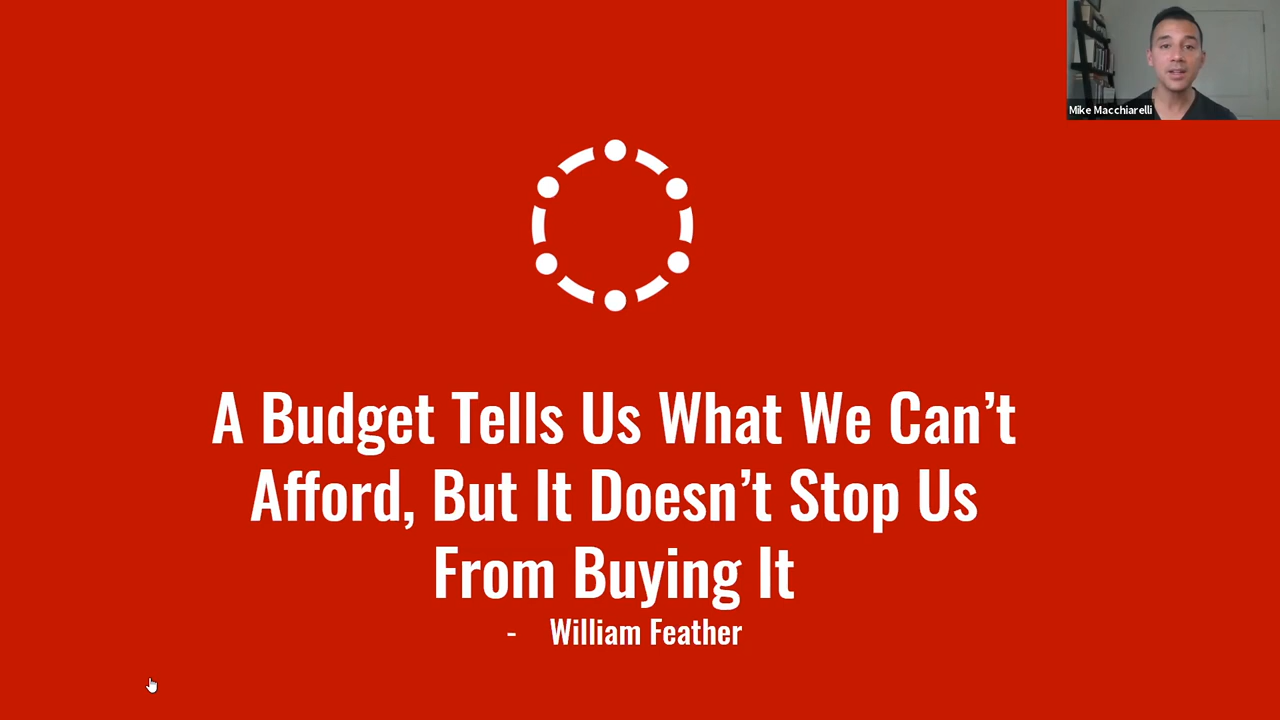 Mike Macchiarelli
A Budget Tells Us What We Can’t
Afford, But It Doesn’t Stop Us
From Buying It
- William Feather